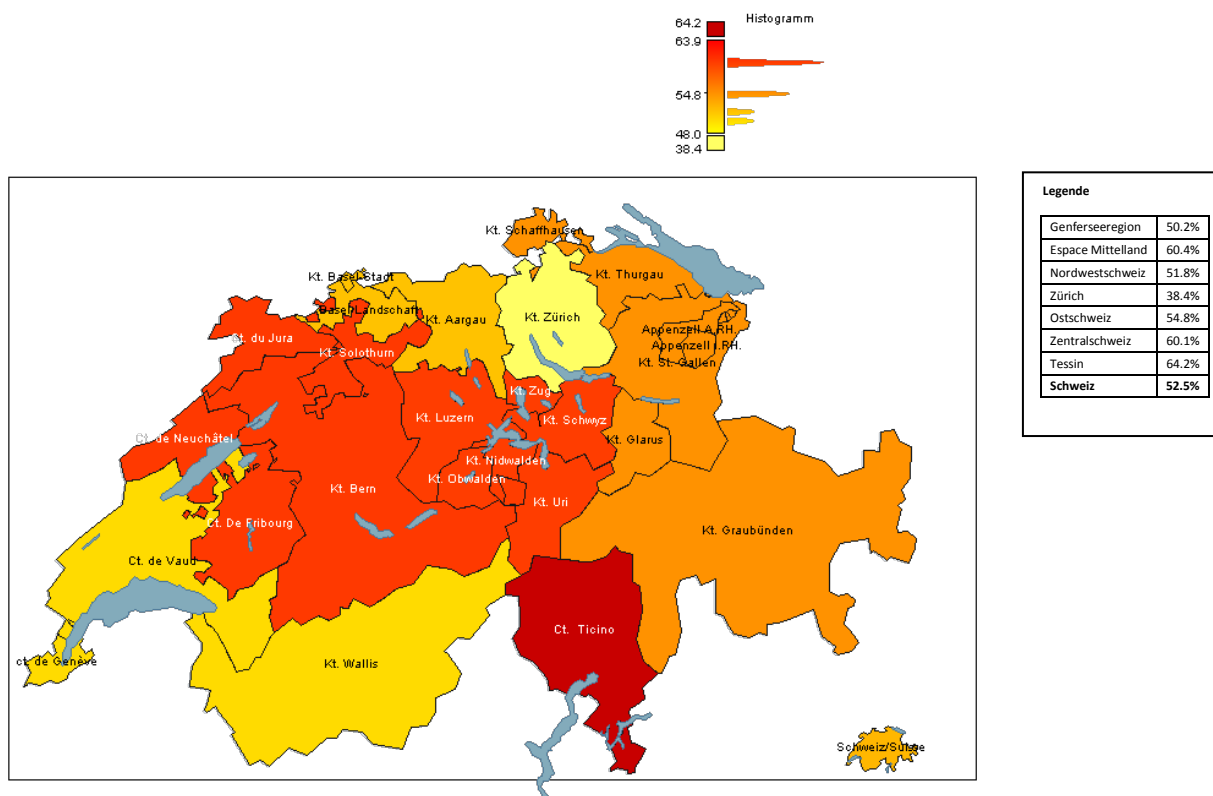 64.2
Histogramm
63.9
54.8
48.0
38.4
Legende
Genferseeregion 50.2%
Espace Mittelland 60.4%
Nordwestschweiz 51.8%
Zürich 38.4%
Ostschweiz 54.8%
Zentralschweiz 60.1%
Tessin 64.2%
Schweiz 52.5%
Kt. Schaffhausen
Kt. Basel-Stadt
Kt. Thurgau
Basel-Landschaft
Kt. Aargau
Kt. Zürich
Appenzell A.RH.
Ct. du Jura
Appenzell I.RH.
Kt. Solothurn
Kt. St. Gallen
Kt. Zug
Kt. Luzern
Kt. Schwyz
Ct. de Neuchâtel
Kt. Glarus
Kt. Nidwalden
Kt. Obwalden
Kt. Bern
Kt. Uri
Ct. De Fribourg
Kt. Graubünden
Ct. de Vaud
Ct. Ticino
ct. de Genève
Kt. Wallis
Schweiz/Suisse